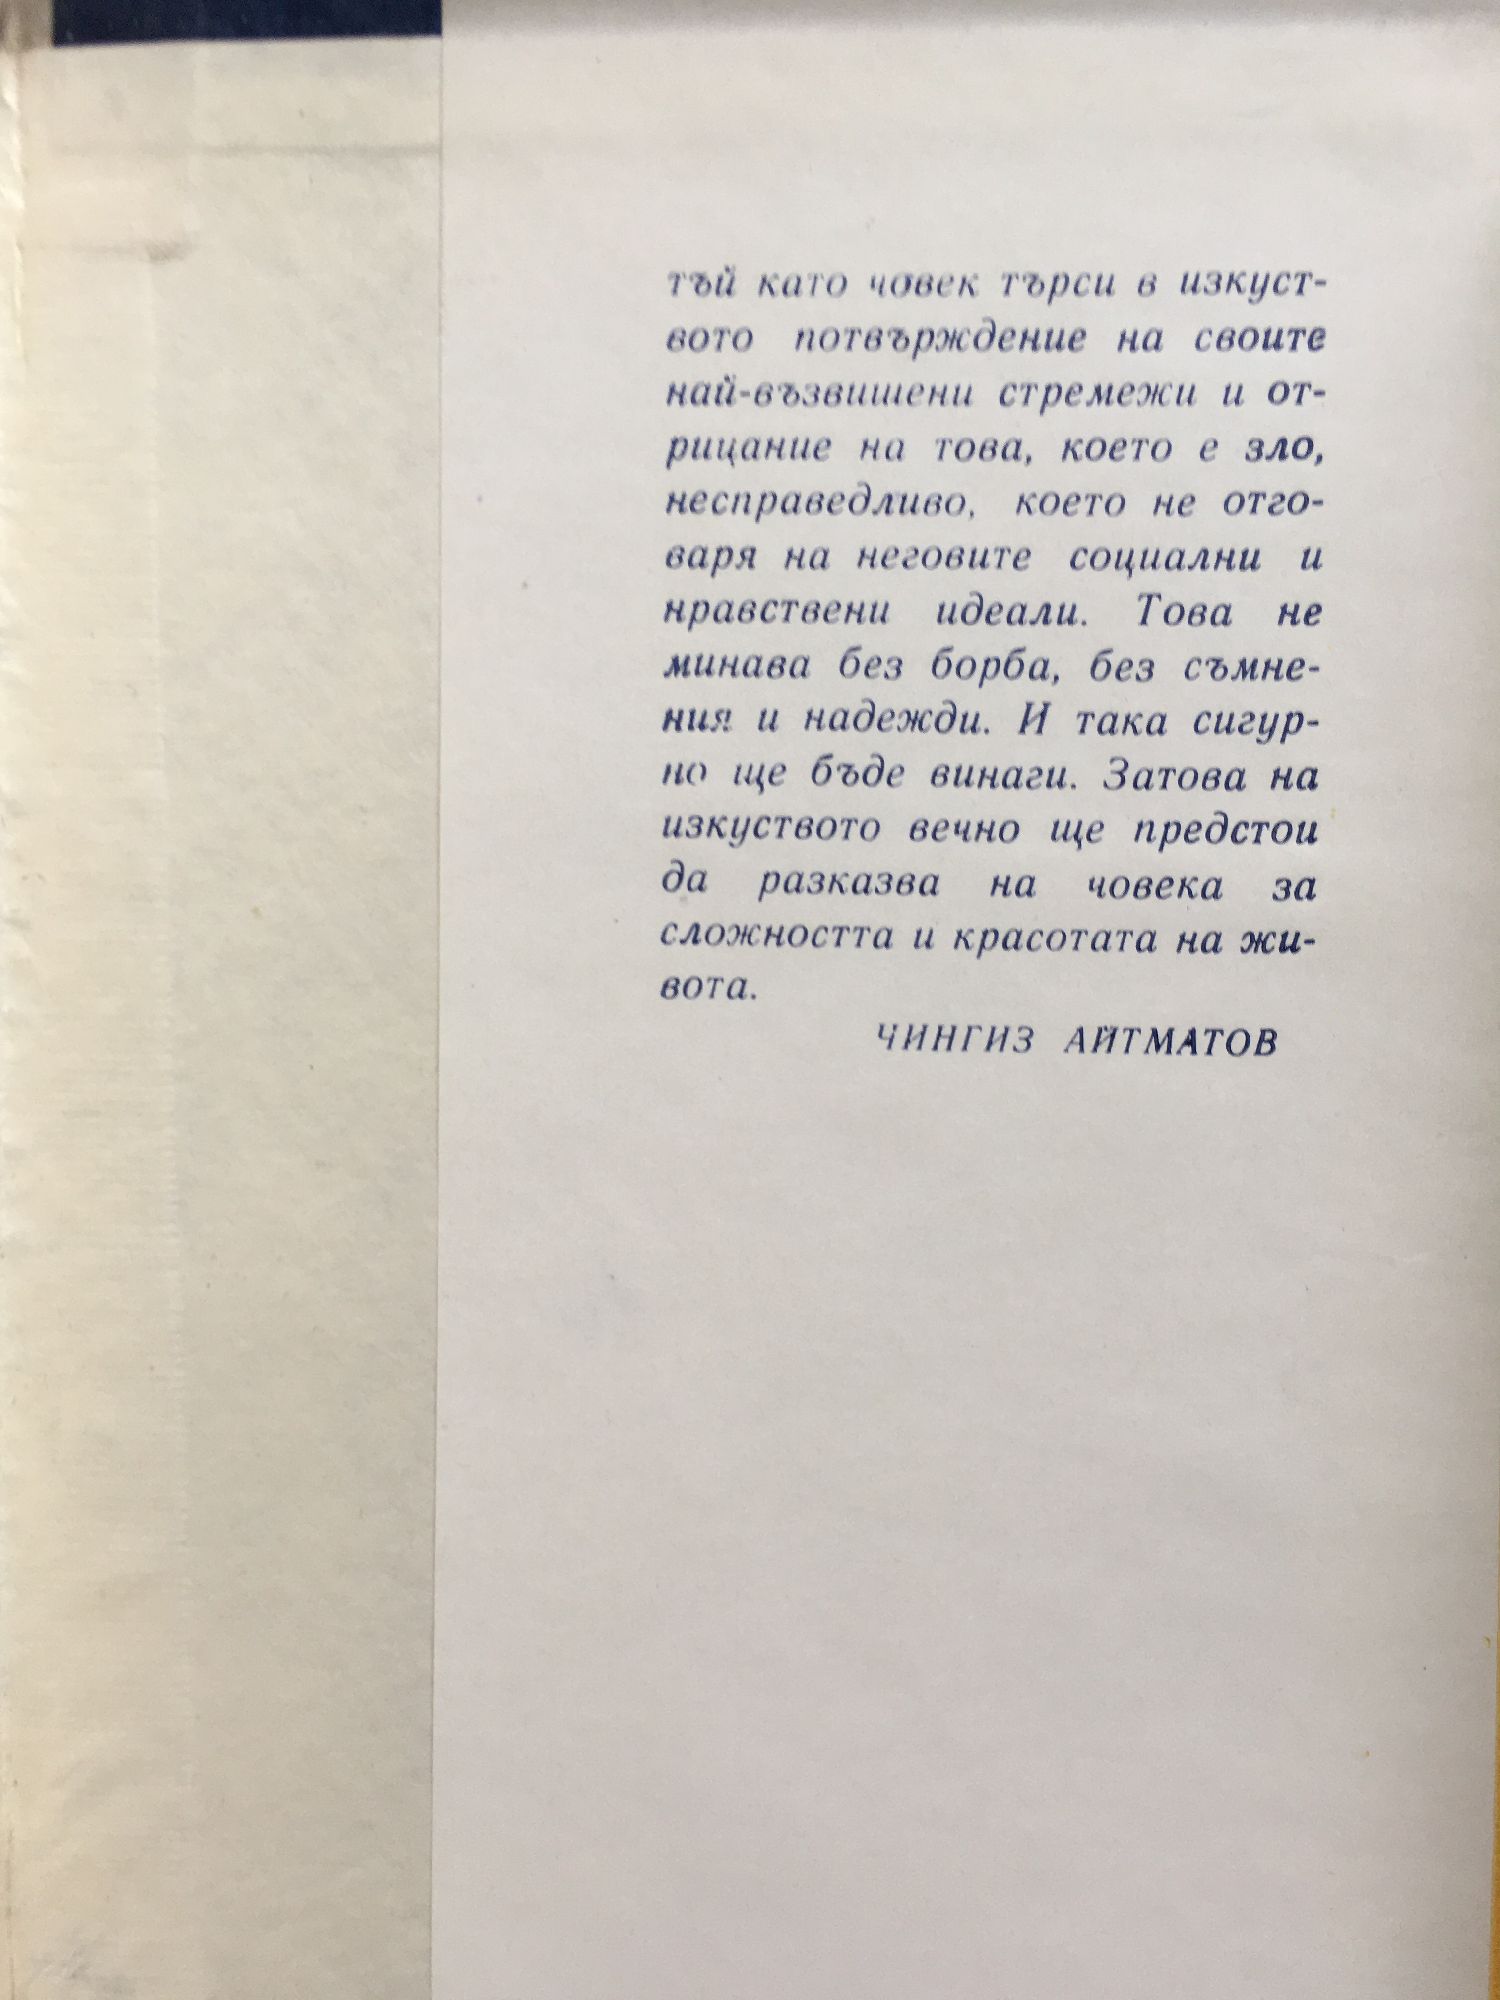 тъй като човек търси в изкуст-
вото потвърждение на своите
най-възвишени стремежи и от-
рицание на това, което е зло,
несправедливо, което не отго-
варя на неговите социални и
нравствени идеали. Това не
минава без борба, без съмне-
ния и надежди. И така сигур-
но ще бъде винаги. Затова на
изкуството вечно ще предстои
да разказва на човека за
сложността и красотата на жи-
вота.
ЧИНГИЗ АЙТМАТОВ